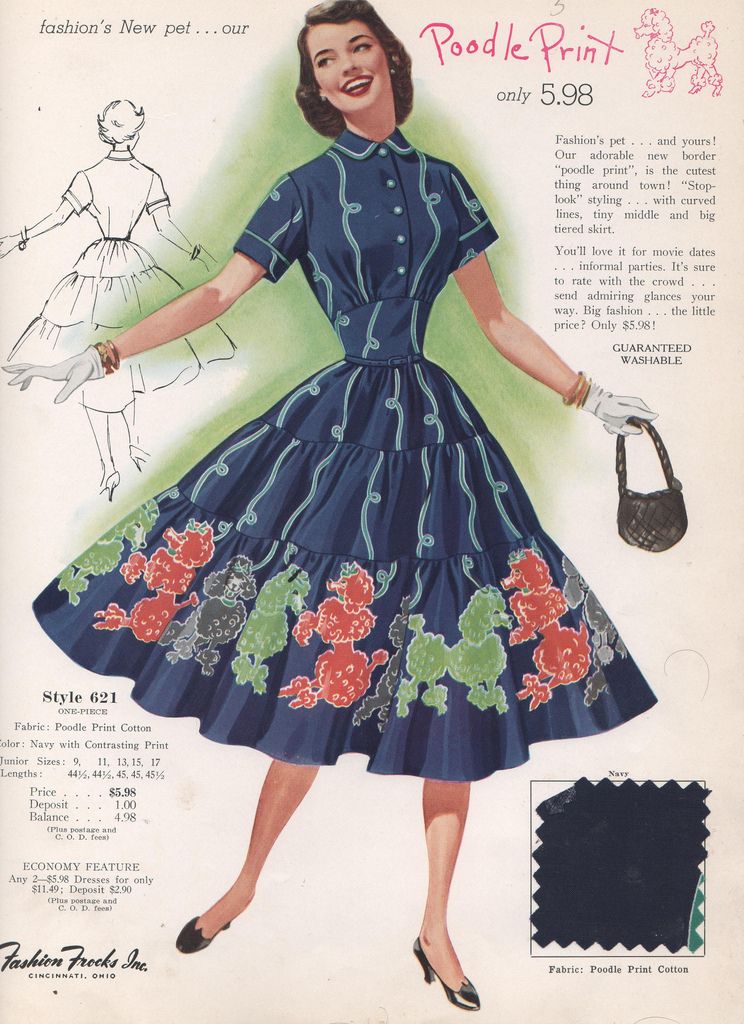 fashion's New pet . . . our
Poodle Print
only 5.98
Fashion's pet . . . and yours!
Our adorable new border
"poodle print", is the cutest
thing around town! "Stop-
look" styling . . . with curved
lines, tiny middle and big
tiered skirt.
You'll love it for movie dates
. . . informal parties. It's sure
to rate with the crowd . . .
send admiring glances your
way. Big fashion . . . the little
price? Only $5.98!
GUARANTEED
WASHABLE
Style 621
ONE-PIECE
Fabric: Poodle Print Cotton
olor: Navy with Contrasting Print
Junior Sizes: 9, 11, 13, 15, 17
Lengths: 44½, 44½, 45, 45, 45½
Price . . . . $5.98
Deposit . . . 1.00
Balance . . . 4.98
(Plus postage and
C. O. D. fees)
ECONOMY FEATURE
Any 2—$5.98 Dresses for only
$11.49; Deposit $2.90
(Plus postage and
C. O. D. fees)
Fashion Frocks Inc.
CINCINNATI, OHIO
Navy
Fabric: Poodle Print Cotton